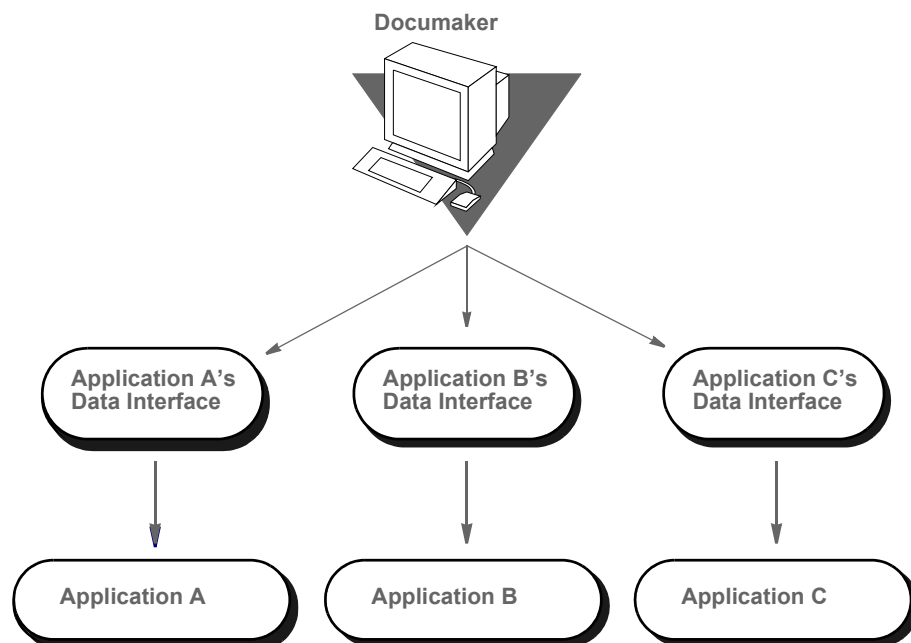 Documaker
Application A’s
Data Interface
Application B’s
Data Interface
Application C’s
Data Interface
Application A
Application B
Application C